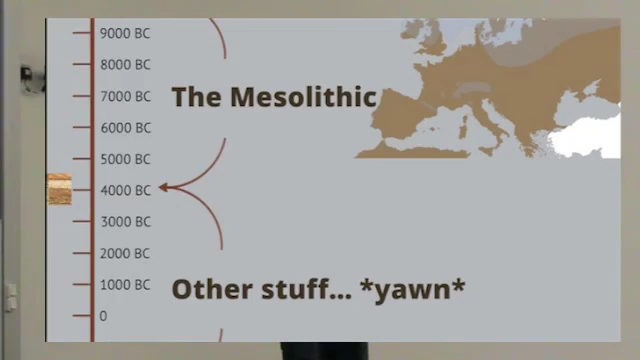 9000 BC
8000 BC
The Mesolithic
7000 BC
6000 BC
5000 BC
4000 BC
3000 BC
2000 BC
Other stuff... *yawn*
1000 BC
0